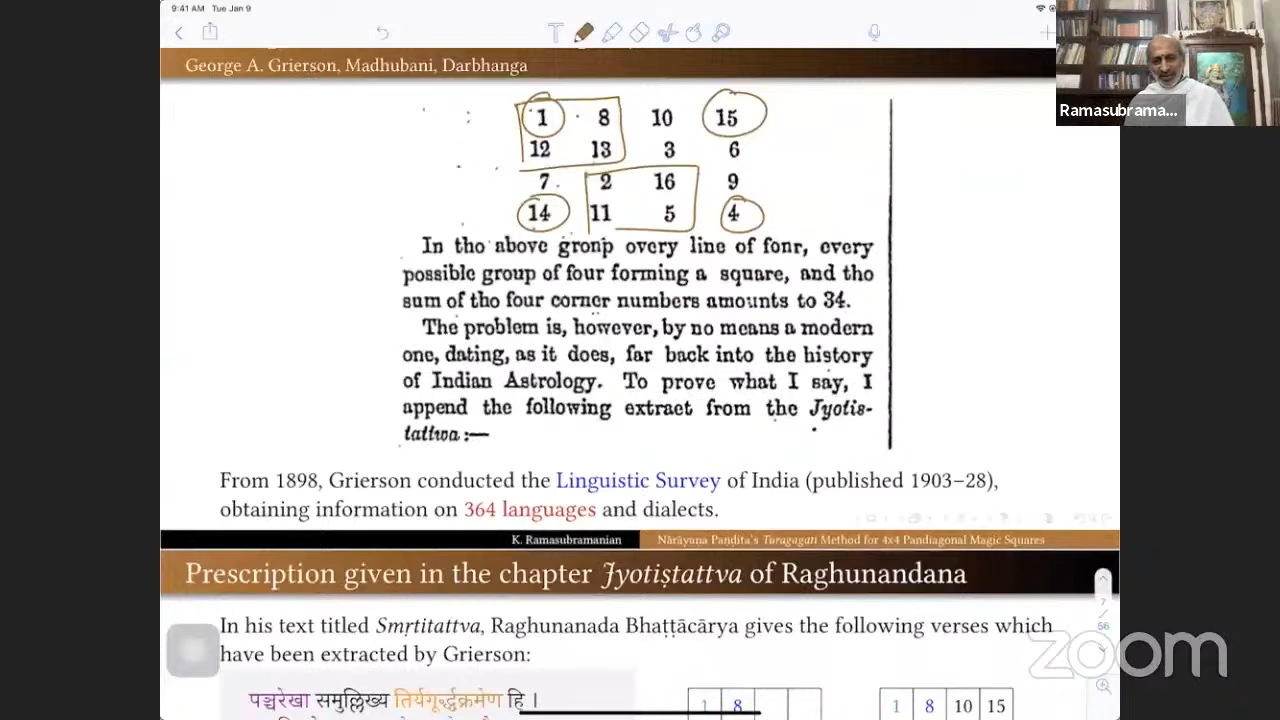 9:41 AM Tue Jan 9
George A. Grierson, Madhubani, Darbhanga
Ramasubrama...
1 8 10 15
12 13 3 6
7 2 16 9
14 11 5 4
In tho above gronp overy line of fonr, every
possible group of four forming a square, and tho
sum of tho four corner numbers amounts to 34.
The problem is, however, by no means a modern
one, dating, as it does, far back into the history
of Indian Astrology. To prove what I say, I
append the following extract from the Jyotis-
tattwa:—
From 1898, Grierson conducted the Linguistic Survey of India (published 1903–28),
obtaining information on 364 languages and dialects.
K. Ramasubramanian Nārāyaṇa Paṇḍita's Turagagati Method for 4x4 Pandiagonal Magic Squares
Prescription given in the chapter Jyotiṣtattva of Raghunandana
7
/
56
In his text titled Smṛtitattva, Raghunanada Bhaṭṭācārya gives the following verses which
have been extracted by Grierson:
zoom
पञ्चरेखा समुल्लिख्य तिर्यगूर्द्ध्वक्रमेण हि ।
1 8
1 8 10 15